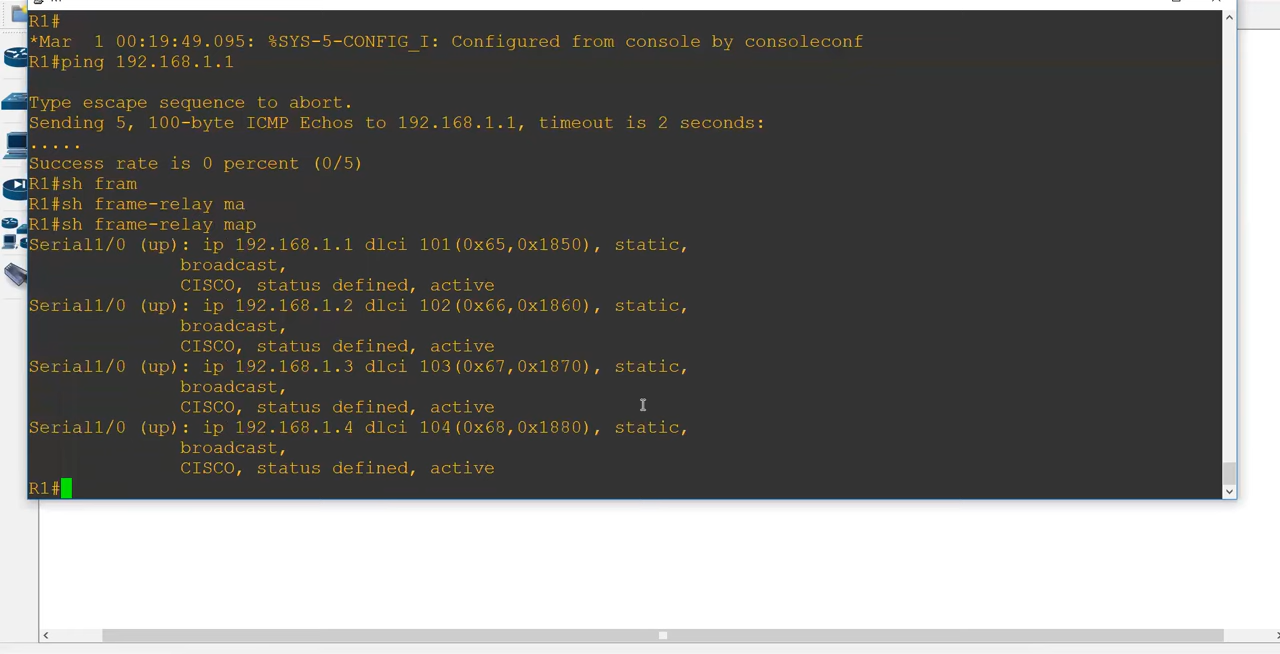 R1#
*Mar  1 00:19:49.095: %SYS-5-CONFIG_I: Configured from console by consoleconf
R1#ping 192.168.1.1
Type escape sequence to abort.
Sending 5, 100-byte ICMP Echos to 192.168.1.1, timeout is 2 seconds:
.....
Success rate is 0 percent (0/5)
R1#sh fram
R1#sh frame-relay ma
R1#sh frame-relay map
Serial1/0 (up): ip 192.168.1.1 dlci 101(0x65,0x1850), static,
broadcast,
CISCO, status defined, active
Serial1/0 (up): ip 192.168.1.2 dlci 102(0x66,0x1860), static,
broadcast,
CISCO, status defined, active
Serial1/0 (up): ip 192.168.1.3 dlci 103(0x67,0x1870), static,
broadcast,
CISCO, status defined, active
Serial1/0 (up): ip 192.168.1.4 dlci 104(0x68,0x1880), static,
broadcast,
CISCO, status defined, active
R1#